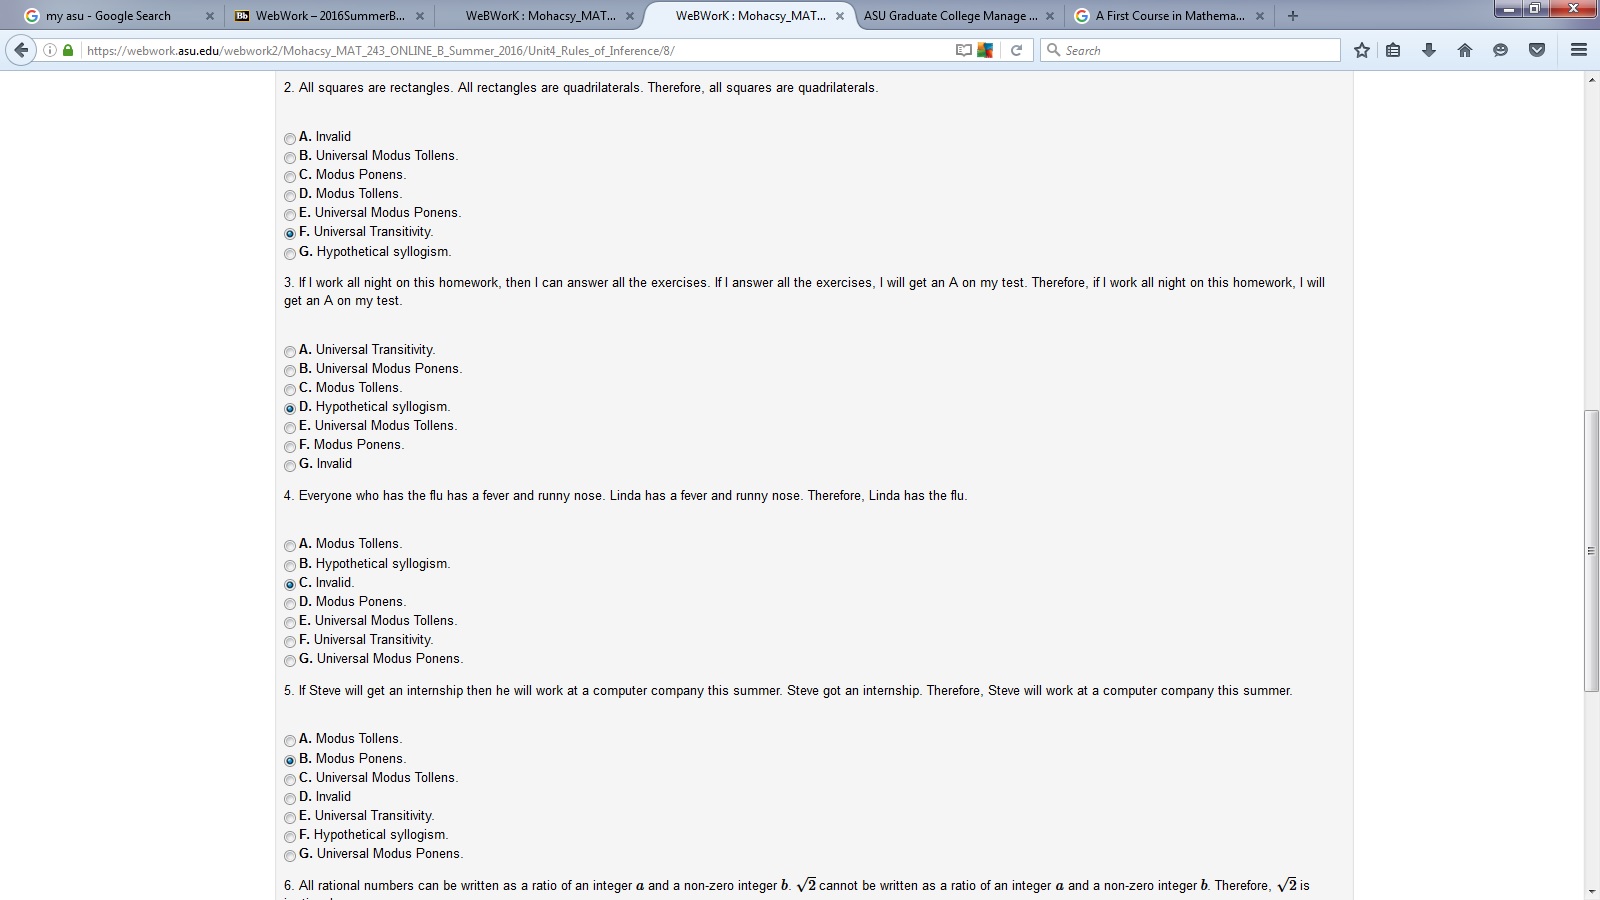 my asu - Google Search
WebWork – 2016SummerB...
WeBWorK : Mohacsy_MAT...
WeBWorK : Mohacsy_MAT...
ASU Graduate College Manage ...
A First Course in Mathema...
https://webwork.asu.edu/webwork2/Mohacsy_MAT_243_ONLINE_B_Summer_2016/Unit4_Rules_of_Inference/8/
Search
2. All squares are rectangles. All rectangles are quadrilaterals. Therefore, all squares are quadrilaterals.
A. Invalid
B. Universal Modus Tollens.
C. Modus Ponens.
D. Modus Tollens.
E. Universal Modus Ponens.
F. Universal Transitivity.
G. Hypothetical syllogism.
3. If I work all night on this homework, then I can answer all the exercises. If I answer all the exercises, I will get an A on my test. Therefore, if I work all night on this homework, I will
get an A on my test.
A. Universal Transitivity.
B. Universal Modus Ponens.
C. Modus Tollens.
D. Hypothetical syllogism.
E. Universal Modus Tollens.
F. Modus Ponens.
G. Invalid
4. Everyone who has the flu has a fever and runny nose. Linda has a fever and runny nose. Therefore, Linda has the flu.
A. Modus Tollens.
B. Hypothetical syllogism.
C. Invalid.
D. Modus Ponens.
E. Universal Modus Tollens.
F. Universal Transitivity.
G. Universal Modus Ponens.
5. If Steve will get an internship then he will work at a computer company this summer. Steve got an internship. Therefore, Steve will work at a computer company this summer.
A. Modus Tollens.
B. Modus Ponens.
C. Universal Modus Tollens.
D. Invalid
E. Universal Transitivity.
F. Hypothetical syllogism.
G. Universal Modus Ponens.
6. All rational numbers can be written as a ratio of an integer a and a non-zero integer b. √2 cannot be written as a ratio of an integer a and a non-zero integer b. Therefore, √2 is